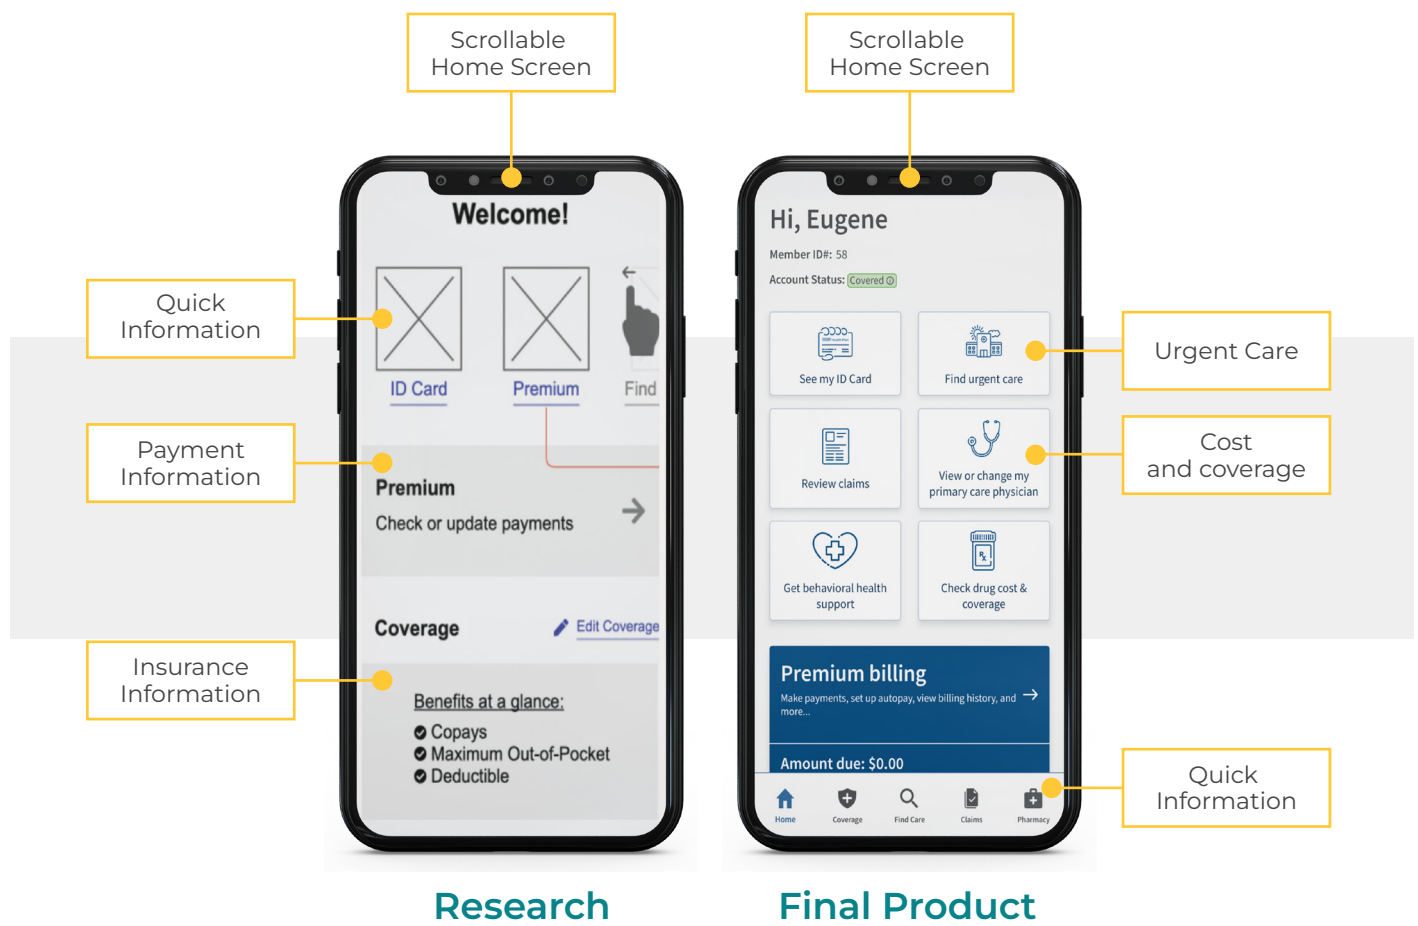 Scrollable
Home Screen
Scrollable
Home Screen
Quick
Information
Payment
Information
Insurance
Information
Welcome!
ID Card
Premium
Find
Premium
Check or update payments
Coverage
Edit Coverage
Benefits at a glance:
Copays
Maximum Out-of-Pocket
Deductible
Hi, Eugene
Member ID#: 58
Account Status: Covered
See my ID Card
Find urgent care
Review claims
View or change my
primary care physician
Get behavioral health
support
Rx
Check drug cost &
coverage
Premium billing
Make payments, set up autopay, view billing history, and
more...
Amount due: $0.00
Home
Coverage
Find Care
Claims
Pharmacy
Urgent Care
Cost
and coverage
Quick
Information
Research
Final Product